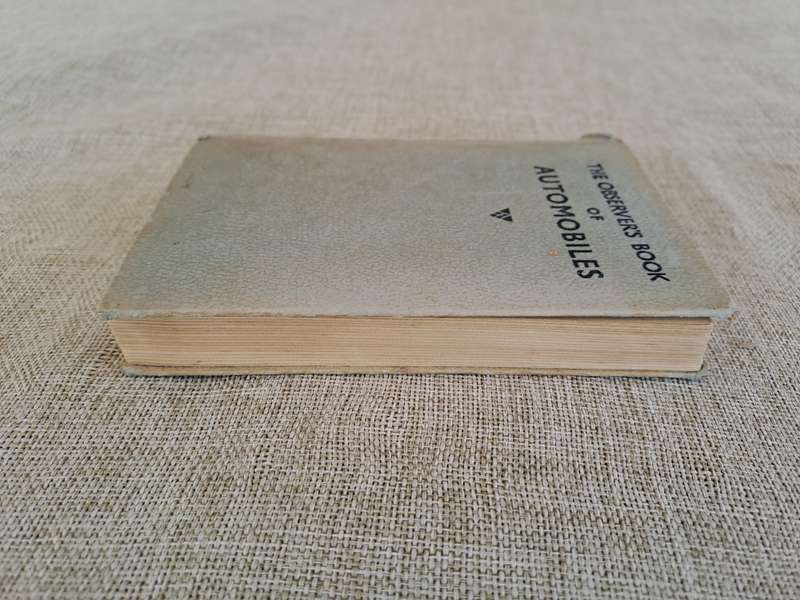 THE OBSERVER'S BOOK
OF
AUTOMOBILES